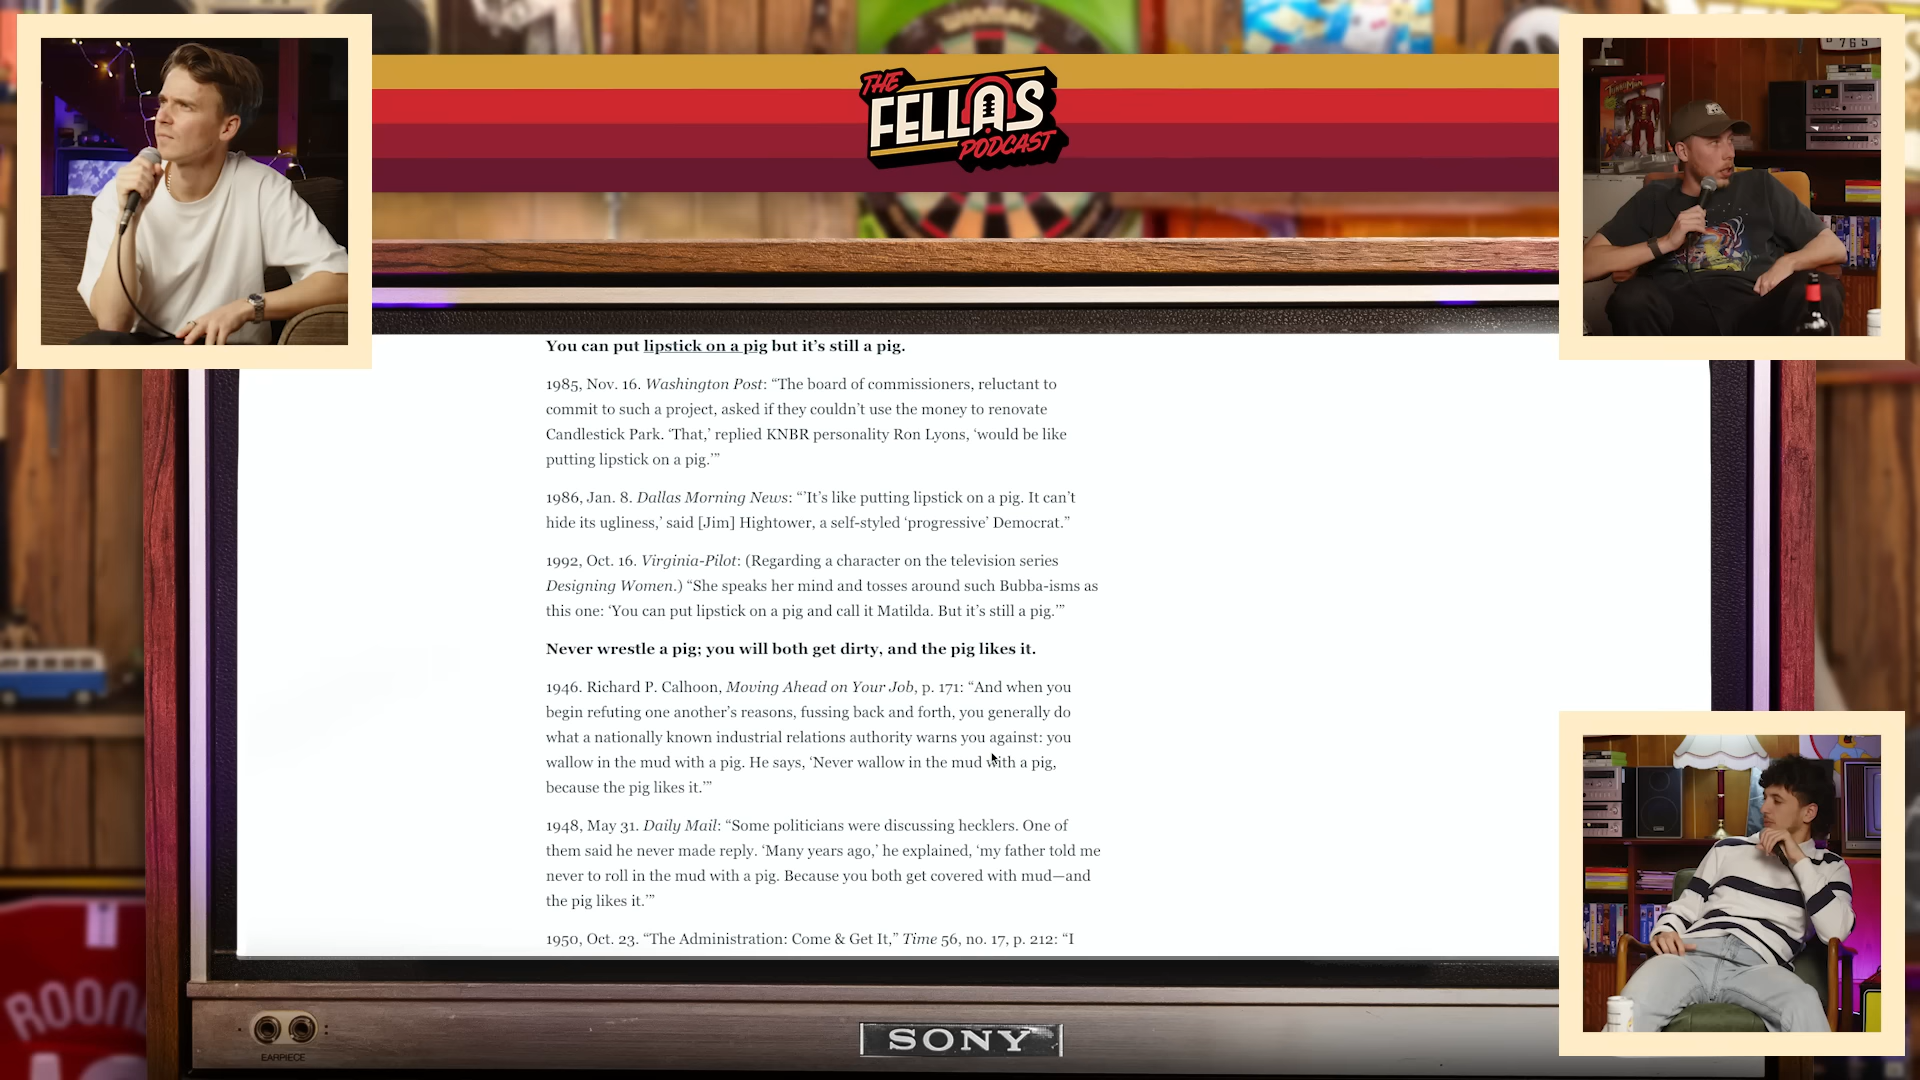 THE
FELLAS
PODCAST
You can put lipstick on a pig but it’s still a pig.
1985, Nov. 16. Washington Post: “The board of commissioners, reluctant to
commit to such a project, asked if they couldn’t use the money to renovate
Candlestick Park. ‘That,’ replied KNBR personality Ron Lyons, ‘would be like
putting lipstick on a pig.’”
1986, Jan. 8. Dallas Morning News: “’It’s like putting lipstick on a pig. It can’t
hide its ugliness,’ said [Jim] Hightower, a self-styled ‘progressive’ Democrat.”
1992, Oct. 16. Virginia-Pilot: (Regarding a character on the television series
Designing Women.) “She speaks her mind and tosses around such Bubba-isms as
this one: ‘You can put lipstick on a pig and call it Matilda. But it’s still a pig.’”
Never wrestle a pig; you will both get dirty, and the pig likes it.
1946. Richard P. Calhoon, Moving Ahead on Your Job, p. 171: “And when you
begin refuting one another’s reasons, fussing back and forth, you generally do
what a nationally known industrial relations authority warns you against: you
wallow in the mud with a pig. He says, ‘Never wallow in the mud with a pig,
because the pig likes it.’”
1948, May 31. Daily Mail: “Some politicians were discussing hecklers. One of
them said he never made reply. ‘Many years ago,’ he explained, ‘my father told me
never to roll in the mud with a pig. Because you both get covered with mud—and
the pig likes it.’”
1950, Oct. 23. “The Administration: Come & Get It,” Time 56, no. 17, p. 212: “I
ROON
EARPIECE
SONY